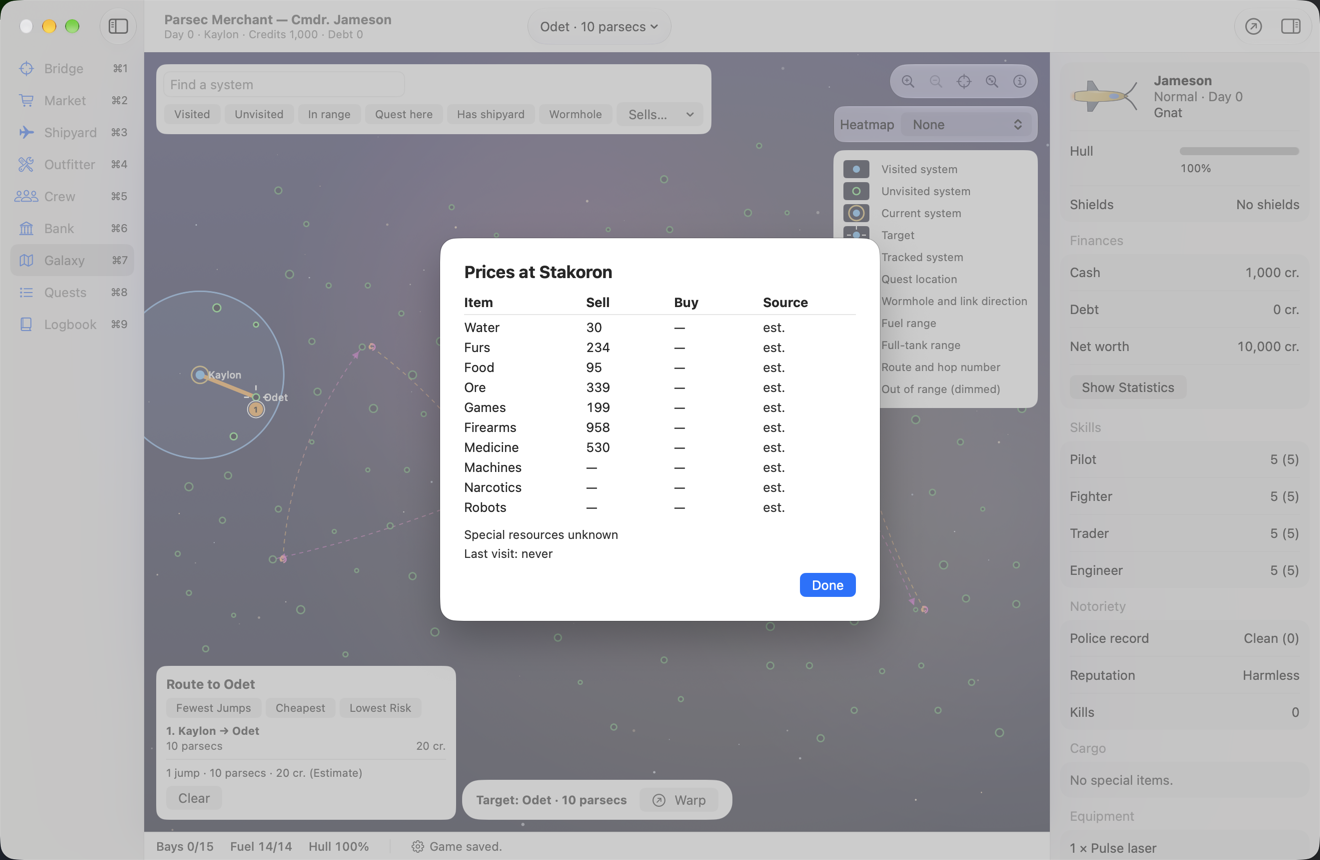 Parsec Merchant — Cmdr. Jameson
Day 0 · Kaylon · Credits 1,000 · Debt 0
Odet · 10 parsecs
Bridge ⌘1
Market ⌘2
Shipyard ⌘3
Outfitter ⌘4
Crew ⌘5
Bank ⌘6
Galaxy ⌘7
Quests ⌘8
Logbook ⌘9
Find a system
Visited Unvisited In range Quest here Has shipyard Wormhole Sells...
Heatmap None
Visited system
Unvisited system
Current system
Target
Tracked system
Quest location
Wormhole and link direction
Fuel range
Full-tank range
Route and hop number
Out of range (dimmed)
Kaylon
Odet
1
Prices at Stakoron
Item Sell Buy Source
Water 30 — est.
Furs 234 — est.
Food 95 — est.
Ore 339 — est.
Games 199 — est.
Firearms 958 — est.
Medicine 530 — est.
Machines — — est.
Narcotics — — est.
Robots — — est.
Special resources unknown
Last visit: never
Done
Route to Odet
Fewest Jumps Cheapest Lowest Risk
1. Kaylon → Odet
10 parsecs 20 cr.
1 jump · 10 parsecs · 20 cr. (Estimate)
Clear
Target: Odet · 10 parsecs Warp
Bays 0/15 Fuel 14/14 Hull 100% Game saved.
Jameson
Normal · Day 0
Gnat
Hull
100%
Shields No shields
Finances
Cash 1,000 cr.
Debt 0 cr.
Net worth 10,000 cr.
Show Statistics
Skills
Pilot 5 (5)
Fighter 5 (5)
Trader 5 (5)
Engineer 5 (5)
Notoriety
Police record Clean (0)
Reputation Harmless
Kills 0
Cargo
No special items.
Equipment
1 × Pulse laser